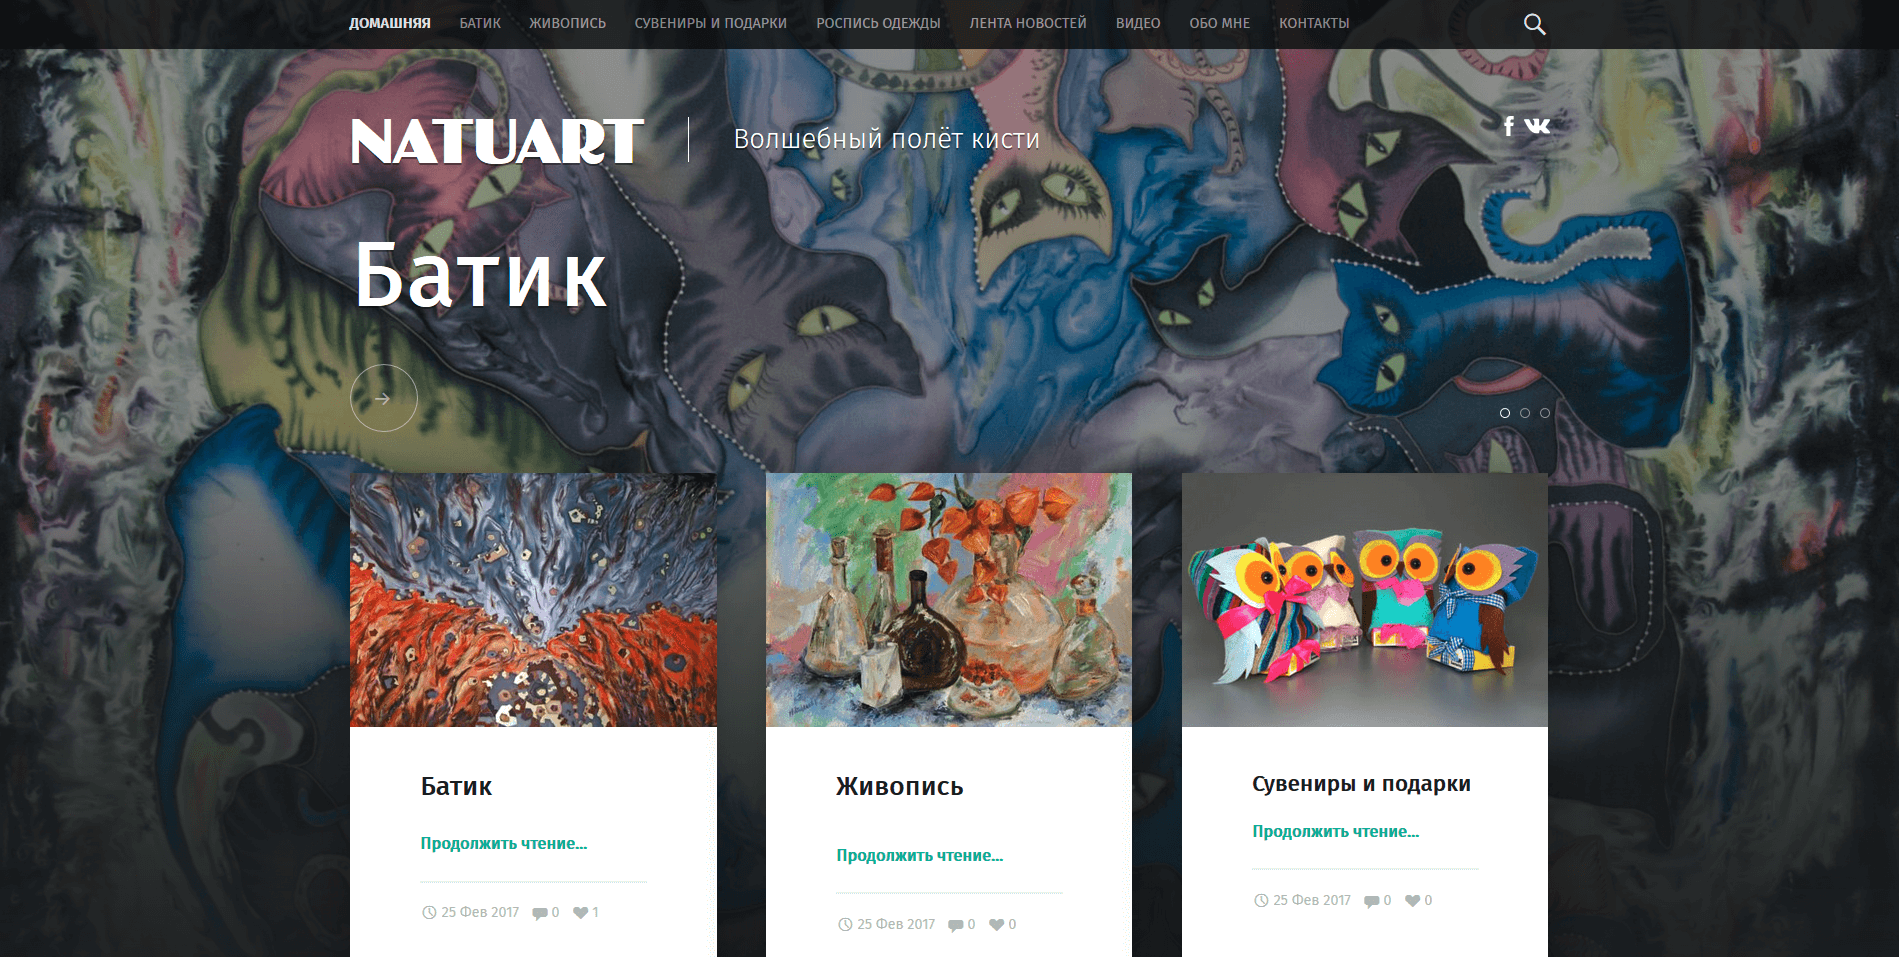 ДОМАШНЯЯ БАТИК ЖИВОПИСЬ СУВЕНИРЫ И ПОДАРКИ РОСПИСЬ ОДЕЖДЫ ЛЕНТА НОВОСТЕЙ ВИДЕО ОБО МНЕ КОНТАКТЫ
NATUART Волшебный полёт кисти
Батик
Батик
Продолжить чтение...
25 Фев 2017 0 1
Живопись
Продолжить чтение...
25 Фев 2017 0 0
Сувениры и подарки
Продолжить чтение...
25 Фев 2017 0 0